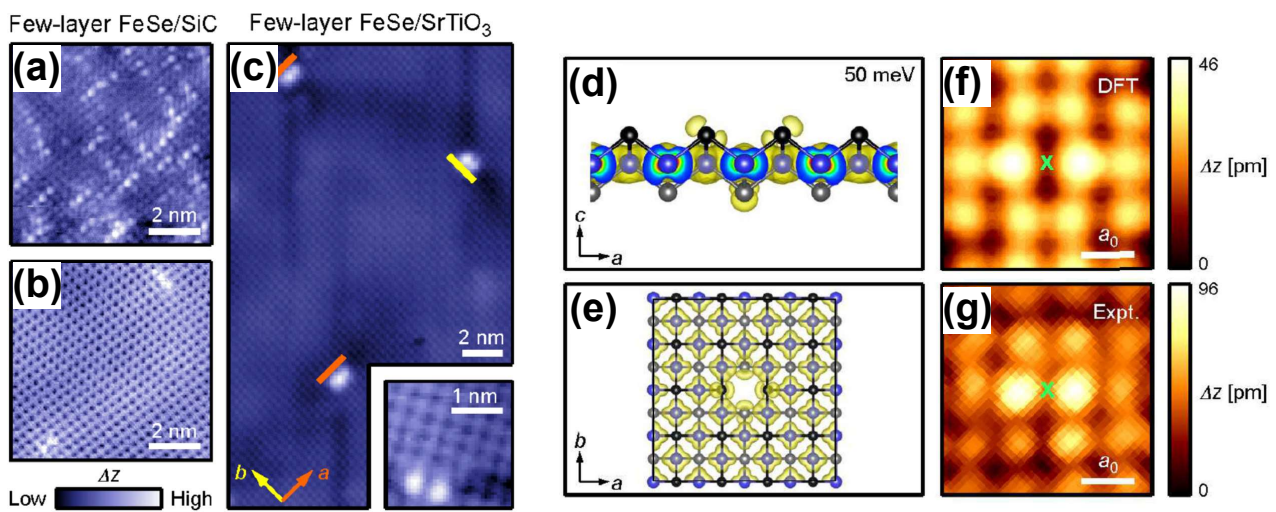 Few-layer FeSe/SiC
Few-layer FeSe/SrTiO₃
(a)
2 nm
(b)
2 nm
Δz
Low
High
(c)
2 nm
b
a
1 nm
(d)
50 meV
c
a
(e)
b
a
(f)
DFT
x
a₀
46
Δz [pm]
0
(g)
Expt.
x
a₀
96
Δz [pm]
0